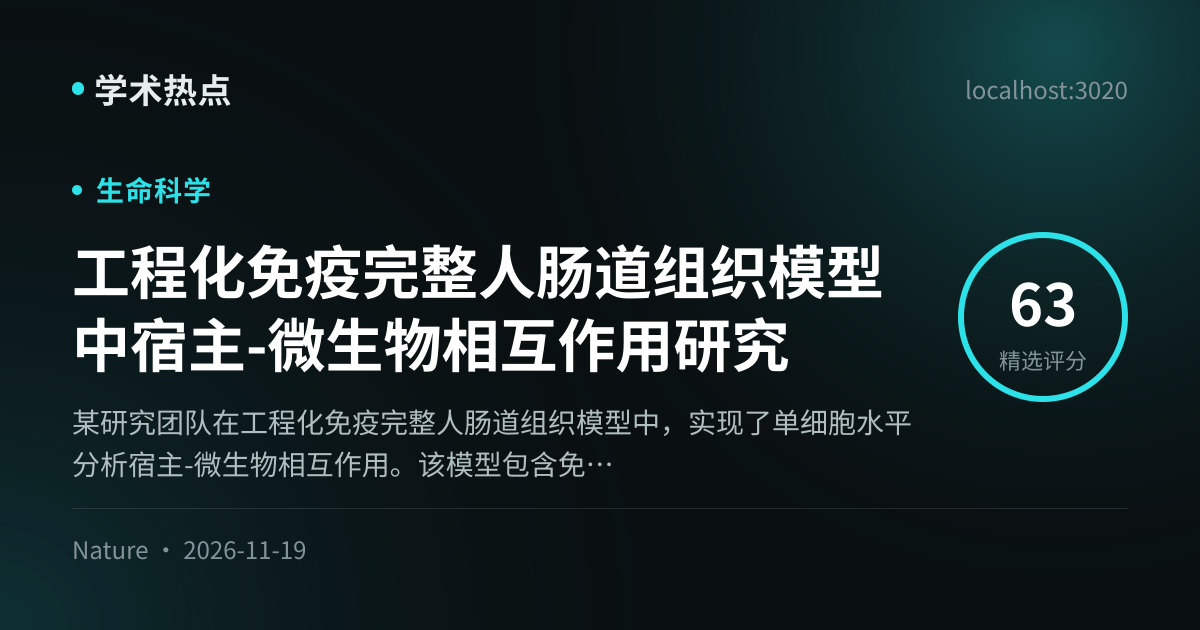 学术热点
localhost:3020
生命科学
工程化免疫完整人肠道组织模型
中宿主-微生物相互作用研究
63
精选评分
某研究团队在工程化免疫完整人肠道组织模型中，实现了单细胞水平
分析宿主-微生物相互作用。该模型包含免…
Nature • 2026-11-19